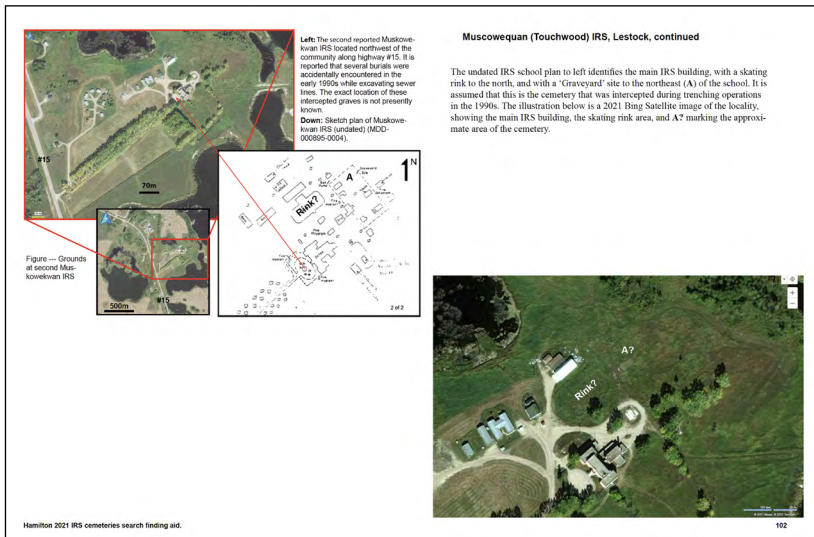 Left: The second reported Muskowe-
kwan IRS located northwest of the
community along highway #15. It is
reported that several burials were
accidentally encountered in the
early 1990s while excavating sewer
lines. The exact location of these
intercepted graves is not presently
known.
Down: Sketch plan of Muskowe-
kwan IRS (undated) (MDD-
000895-0004).
#15
70m
N
A
Rink?
2 of 2
Figure --- Grounds
at second Mus-
kowekwan IRS
500m
#15
Hamilton 2021 IRS cemeteries search finding aid.
Muscowequan (Touchwood) IRS, Lestock, continued
The undated IRS school plan to left identifies the main IRS building, with a skating
rink to the north, and with a ‘Graveyard’ site to the northeast (A) of the school. It is
assumed that this is the cemetery that was intercepted during trenching operations
in the 1990s. The illustration below is a 2021 Bing Satellite image of the locality,
showing the main IRS building, the skating rink area, and A? marking the approxi-
mate area of the cemetery.
A?
Rink?
102